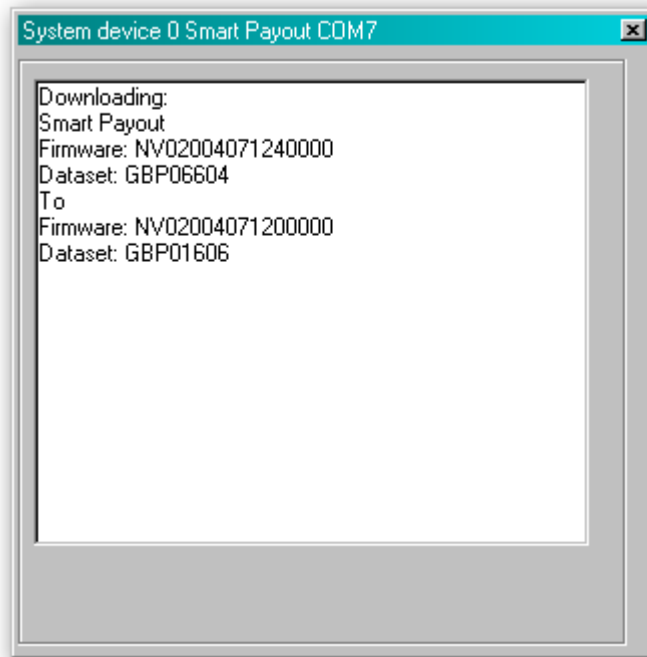 System device 0 Smart Payout COM7
Downloading:
Smart Payout
Firmware: NV02004071240000
Dataset: GBP06604
To
Firmware: NV02004071200000
Dataset: GBP01606